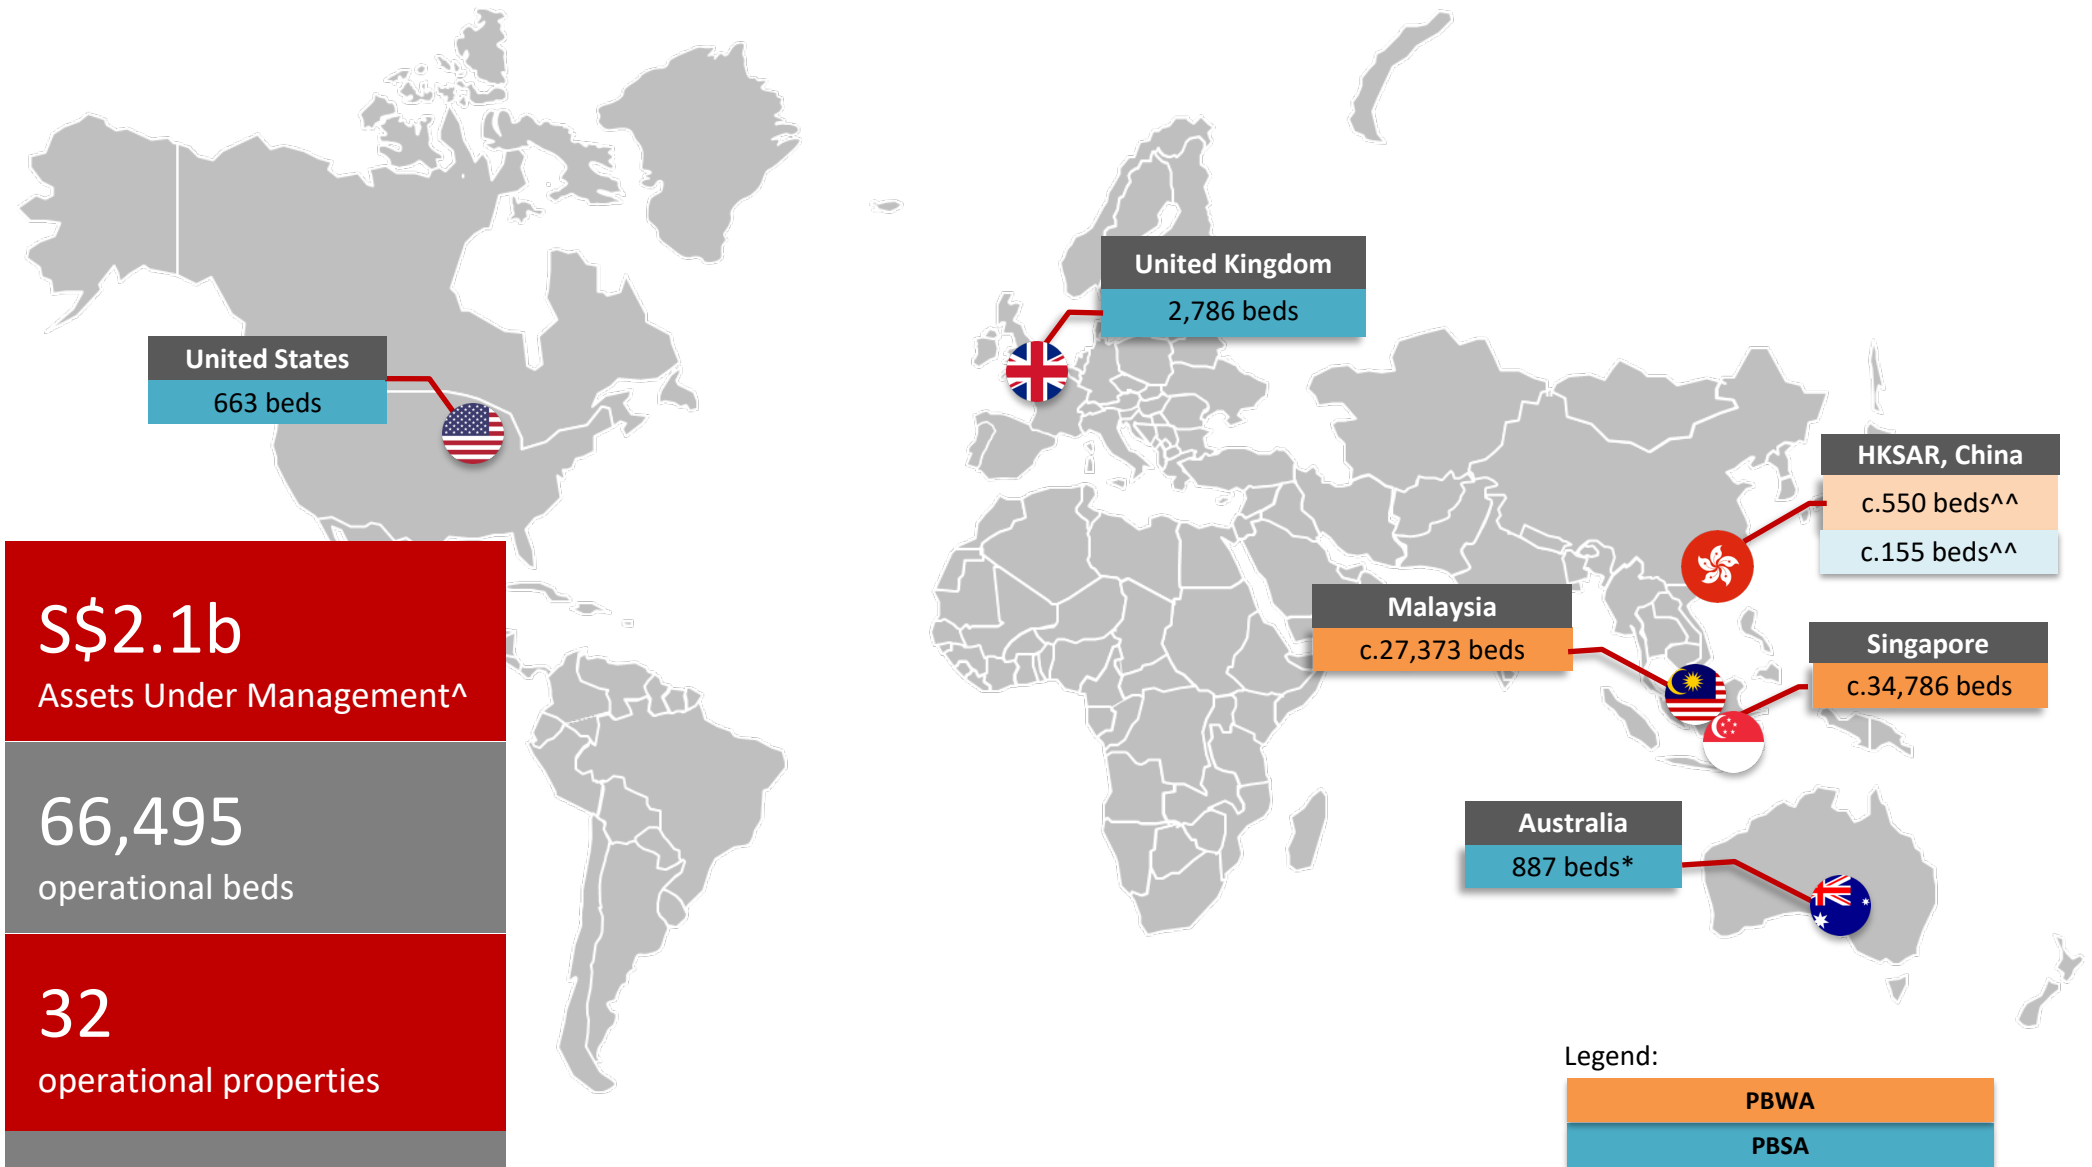 United Kingdom
2,786 beds
United States
663 beds
HKSAR, China
c.550 beds^^
c.155 beds^^
Malaysia
c.27,373 beds
Singapore
c.34,786 beds
Australia
887 beds*
S$2.1b
Assets Under Management^
66,495
operational beds
32
operational properties
Legend:
PBWA
PBSA